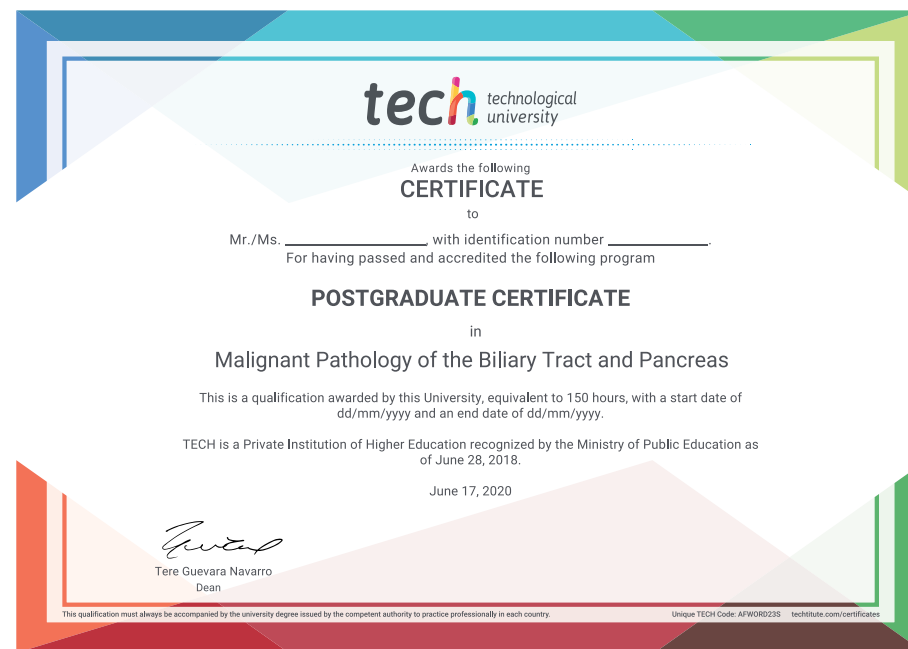 tech technological
university
Awards the following
CERTIFICATE
to
Mr./Ms. ____________________, with identification number ______________.
For having passed and accredited the following program
POSTGRADUATE CERTIFICATE
in
Malignant Pathology of the Biliary Tract and Pancreas
This is a qualification awarded by this University, equivalent to 150 hours, with a start date of
dd/mm/yyyy and an end date of dd/mm/yyyy.
TECH is a Private Institution of Higher Education recognized by the Ministry of Public Education as
of June 28, 2018.
June 17, 2020
Tere Guevara Navarro
Dean
This qualification must always be accompanied by the university degree issued by the competent authority to practice professionally in each country. Unique TECH Code: AFWORD23S techtitute.com/certificates